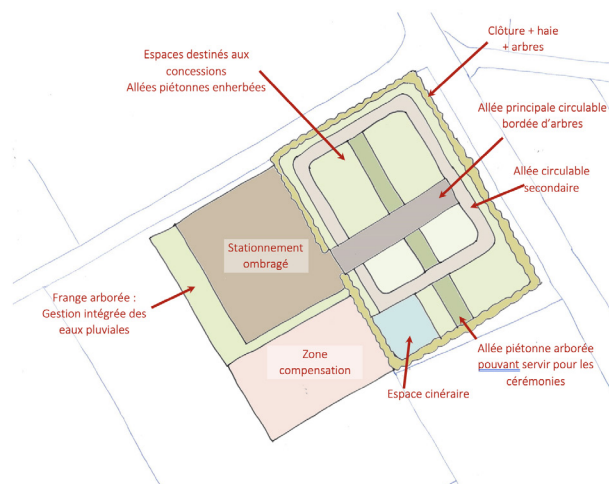 Espaces destinés aux
concessions
Allées piétonnes enherbées
Clôture + haie
+ arbres
Allée principale circulable
bordée d'arbres
Allée circulable
secondaire
Stationnement
ombragé
Frange arborée :
Gestion intégrée des
eaux pluviales
Zone
compensation
Espace cinéraire
Allée piétonne arborée
pouvant servir pour les
cérémonies